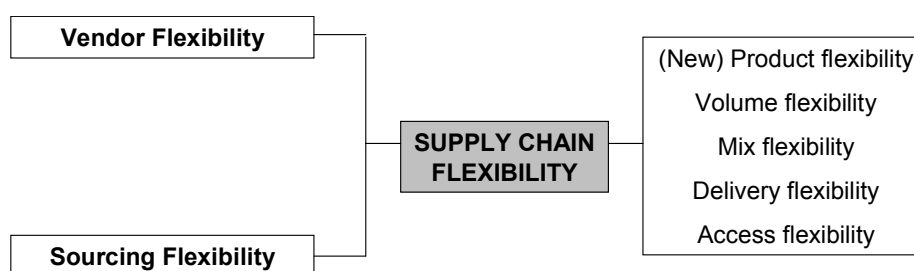 Vendor Flexibility
Sourcing Flexibility
SUPPLY CHAIN
FLEXIBILITY
(New) Product flexibility
Volume flexibility
Mix flexibility
Delivery flexibility
Access flexibility